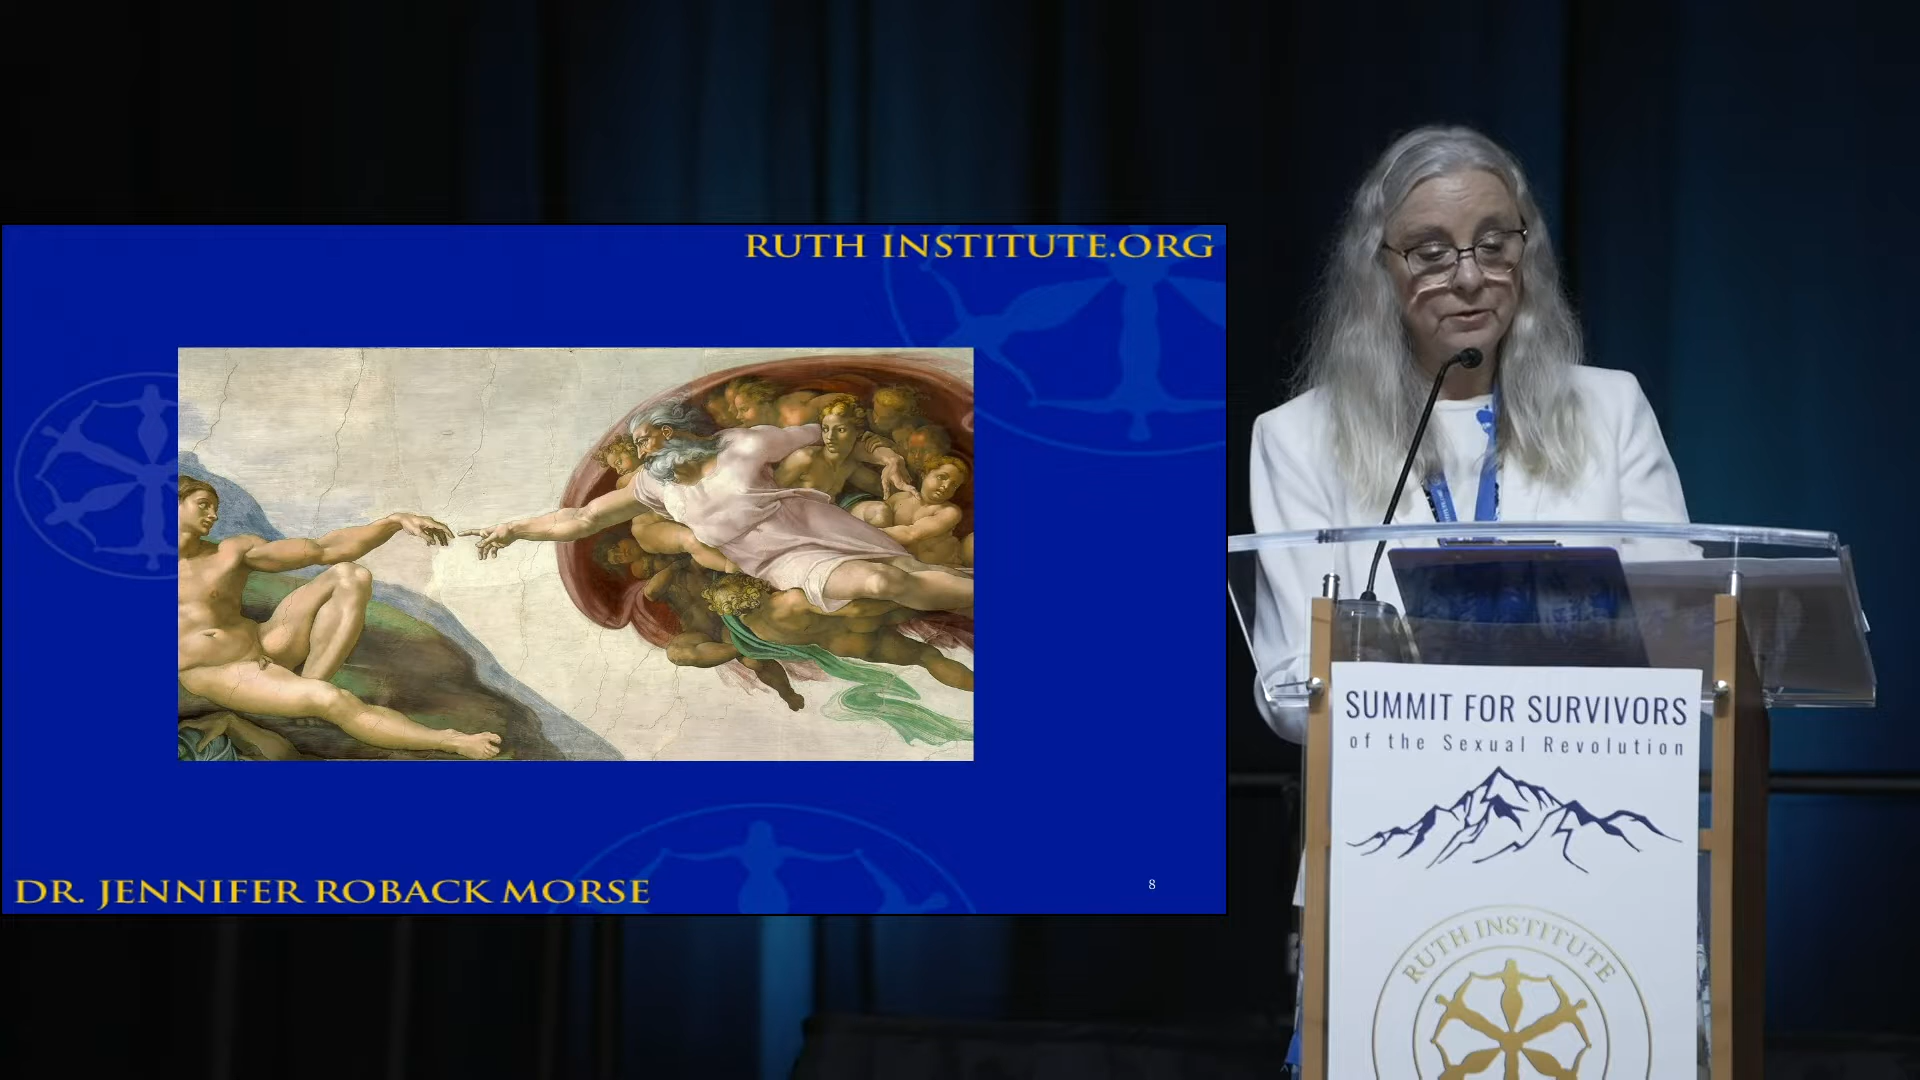 RUTH INSTITUTE.ORG
DR. JENNIFER ROBACK MORSE
8
SUMMIT FOR SURVIVORS
of the Sexual Revolution
RUTH INSTITUTE